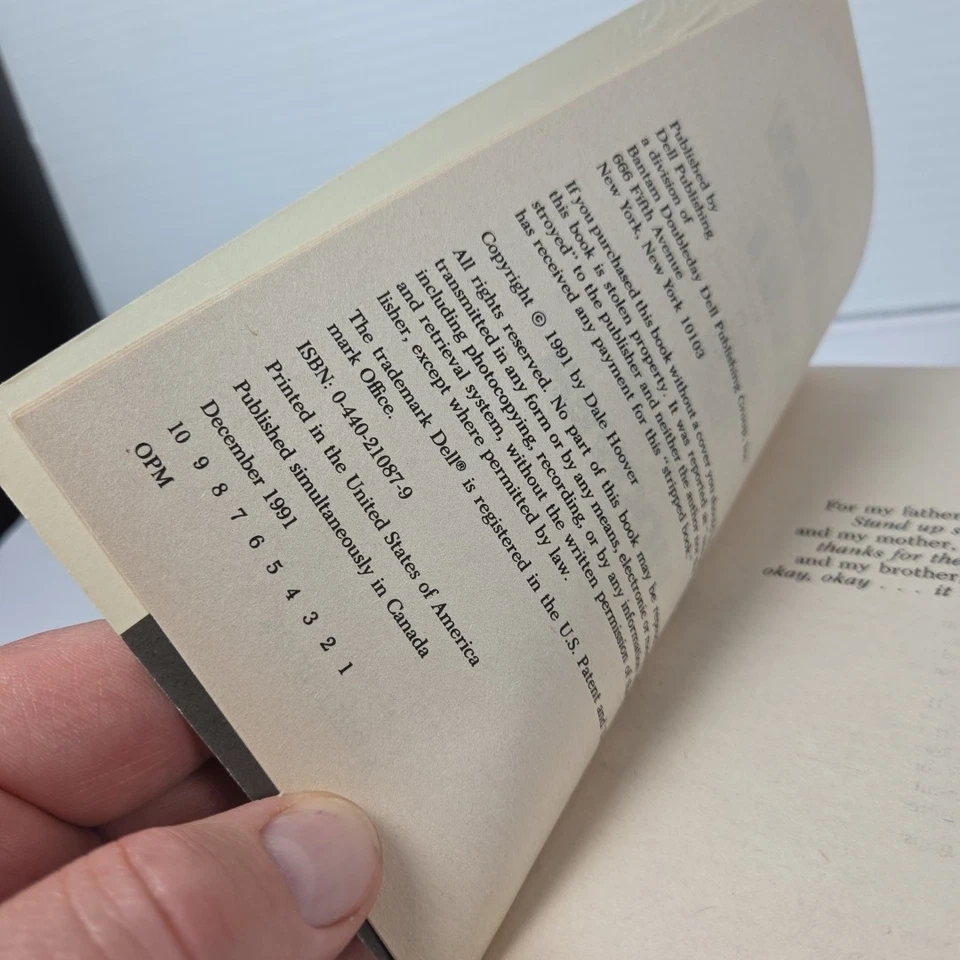 Published by
Dell Publishing
a division of
Bantam Doubleday Dell Publishing Group,
666 Fifth Avenue
New York, New York 10103
If you purchased this book without a cover you should
this book is stolen property. It was reported as
stroyed" to the publisher and neither the author nor
has received any payment for this "stripped book
Copyright © 1991 by Dale Hoover
All rights reserved. No part of this book may be
transmitted in any form or by any means, electronic or
including photocopying, recording, or by any information
and retrieval system, without the written permission of
lisher, except where permitted by law.
The trademark Dell® is registered in the U.S. Patent and
mark Office.
ISBN: 0-440-21087-9
Printed in the United States of America
Published simultaneously in Canada
December 1991
10 9 8 7 6 5 4 3 2 1
OPM
For my father
Stand up s
and my mother,
thanks for the
and my brother,
okay, okay . . . it